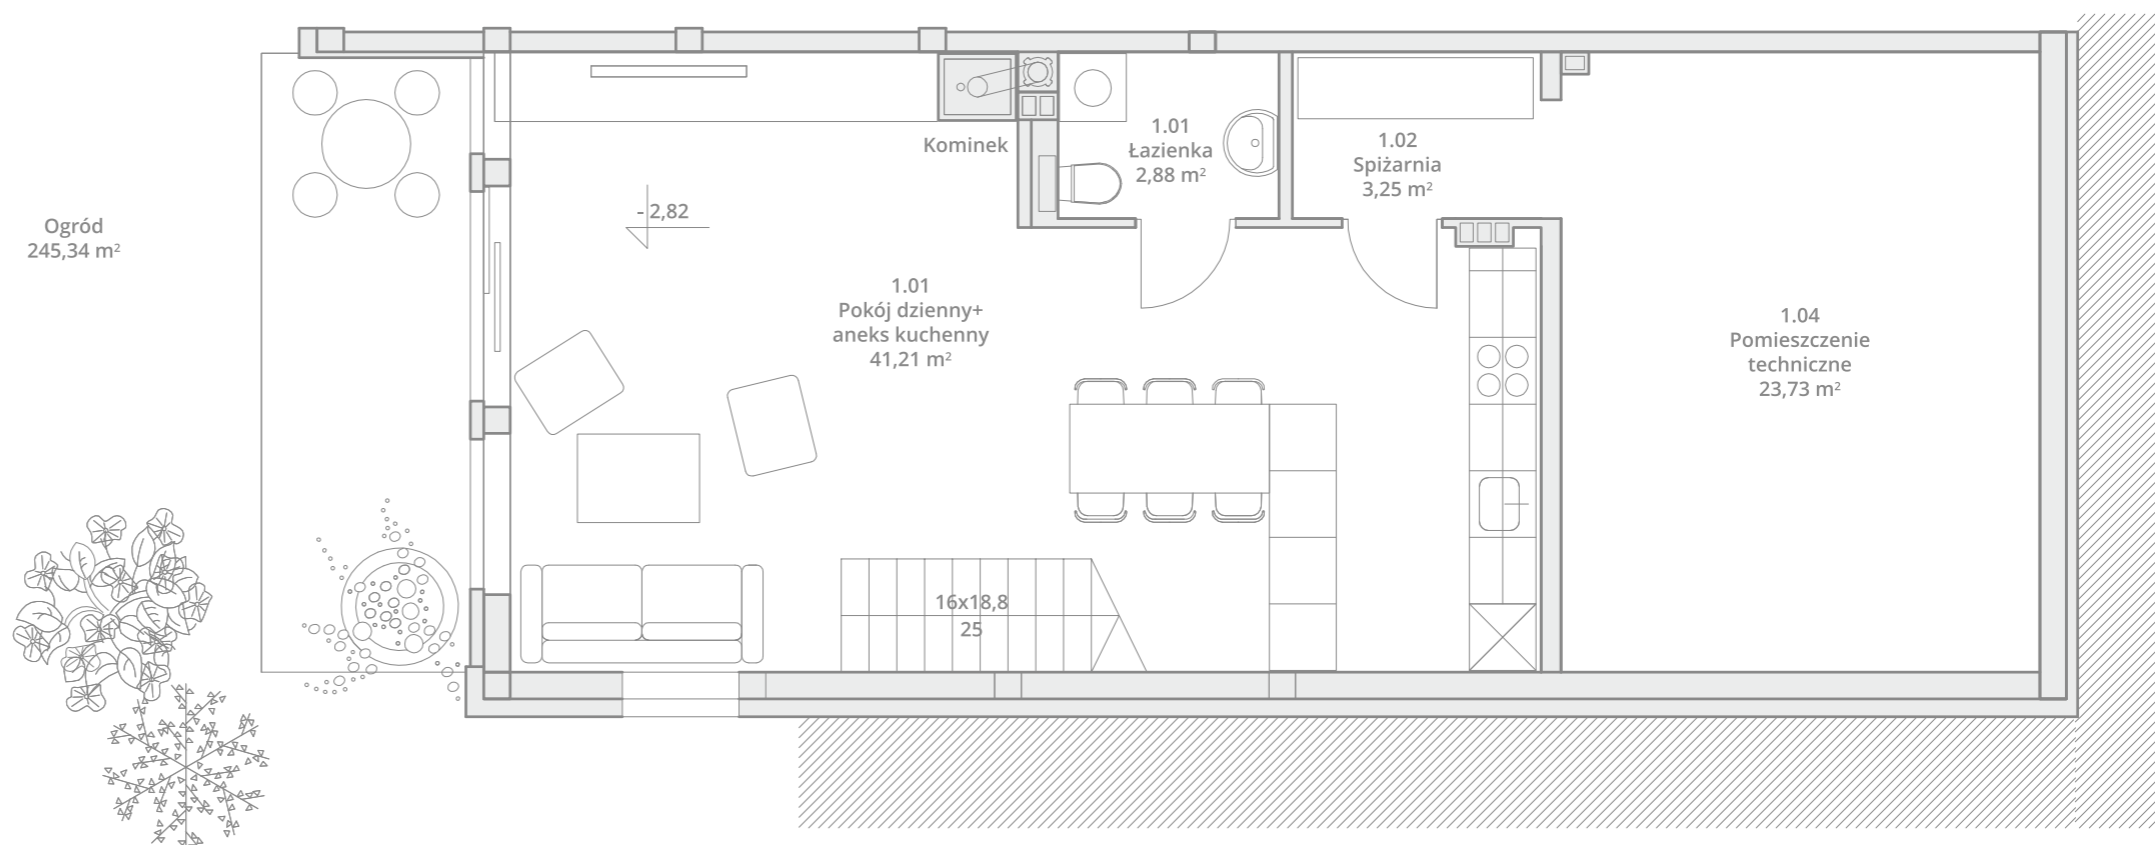 Ogród
245,34 m²
Kominek
- 2,82
1.01
Łazienka
2,88 m²
1.02
Spiżarnia
3,25 m²
1.01
Pokój dzienny+
aneks kuchenny
41,21 m²
1.04
Pomieszczenie
techniczne
23,73 m²
16x18,8
25